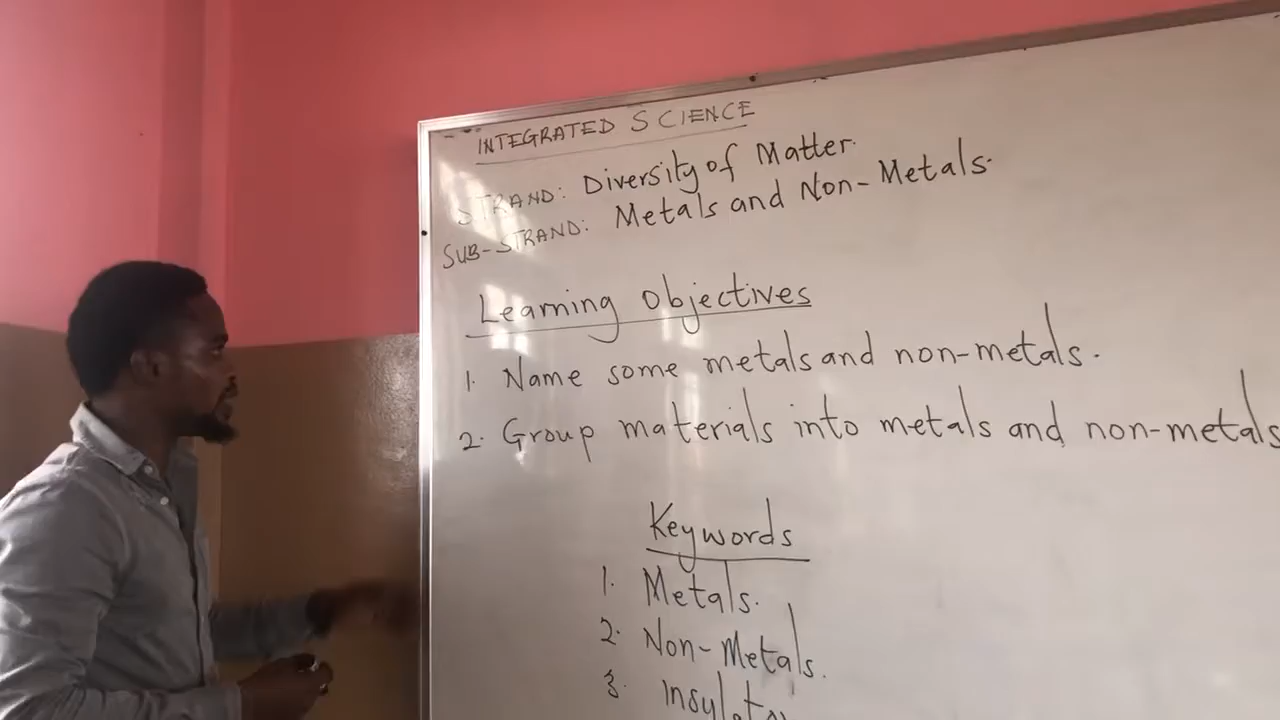 INTEGRATED SCIENCE
STRAND: Diversity of Matter.
SUB-STRAND: Metals and Non-Metals.
Learning Objectives
1. Name some metals and non-metals.
2. Group materials into metals and non-metals
Keywords
1. Metals.
2. Non-Metals.
3.